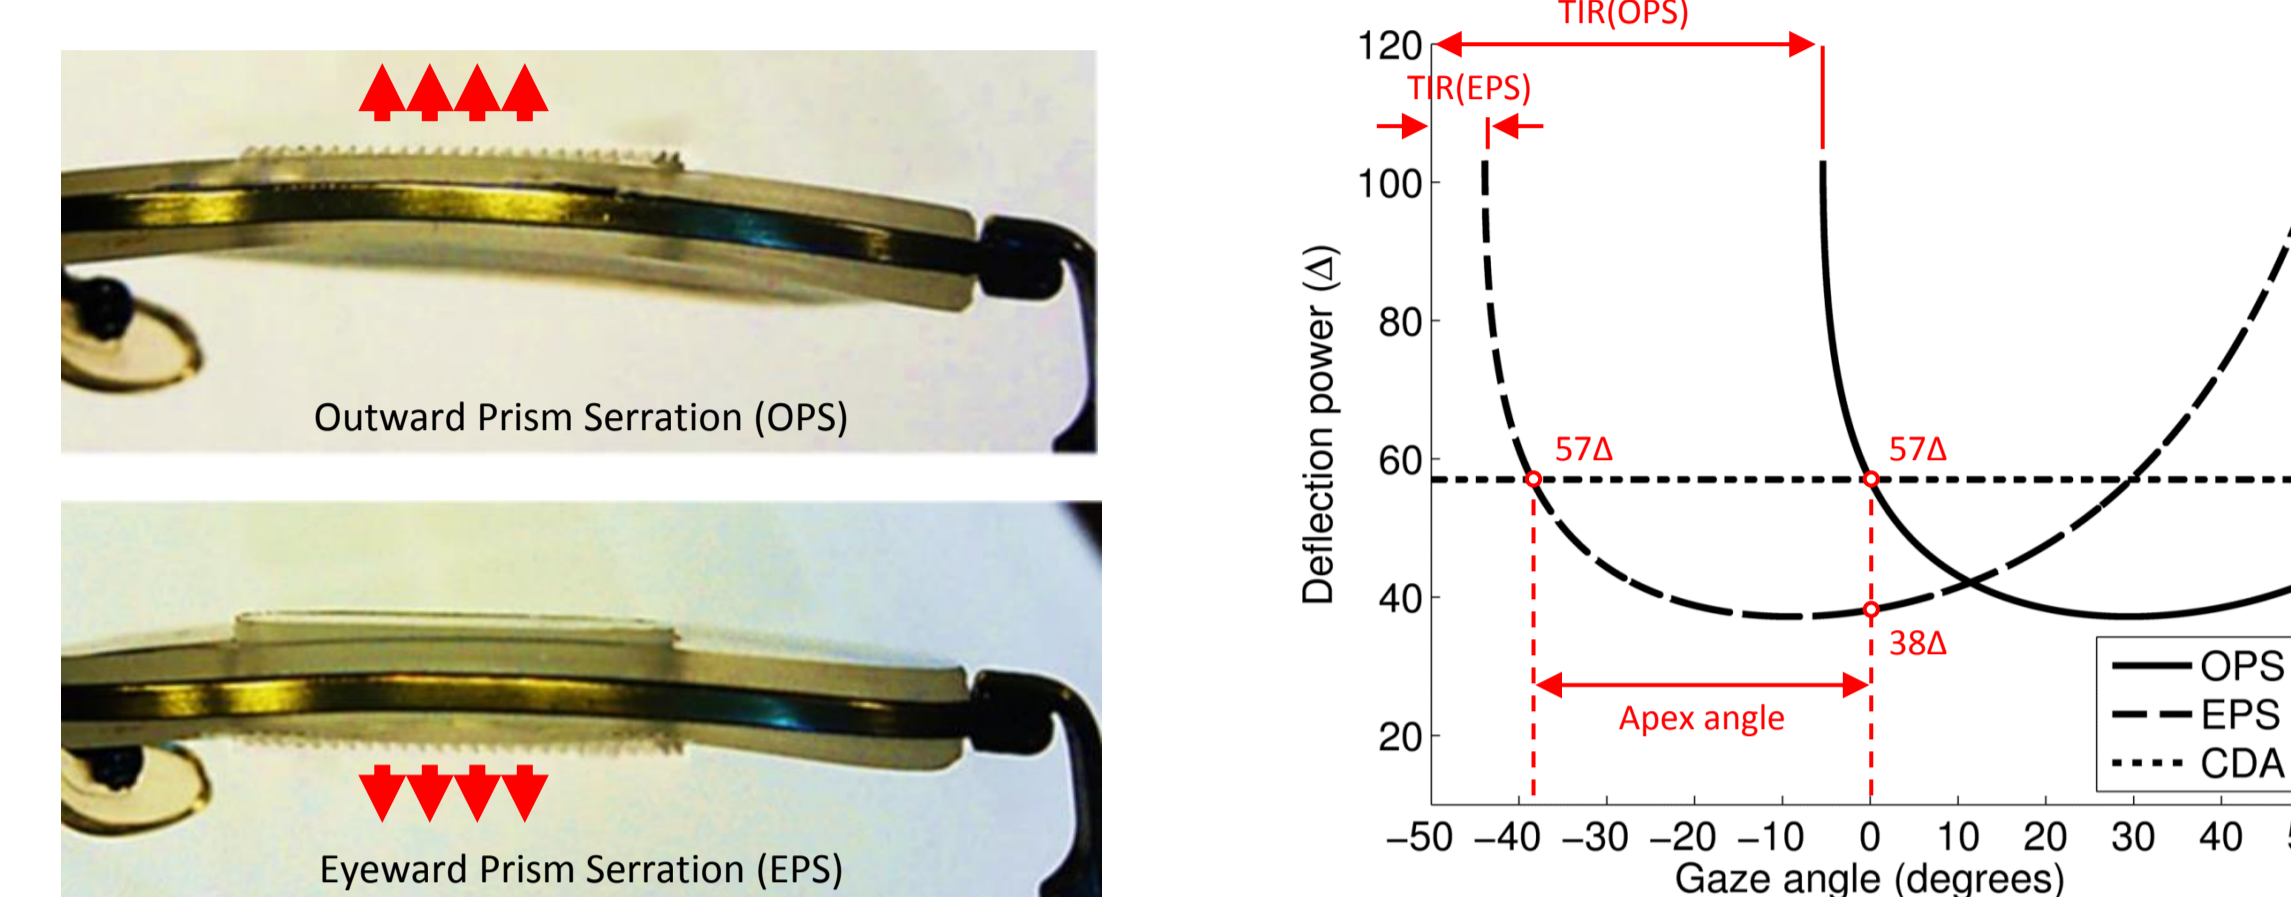 Outward Prism Serration (OPS)
Eyeward Prism Serration (EPS)
TIR(OPS)
TIR(EPS)
120
100
80
60
40
20
Deflection power (Δ)
57Δ
57Δ
38Δ
Apex angle
OPS
EPS
CDA
−50 −40 −30 −20 −10 0 10 20 30 40
Gaze angle (degrees)